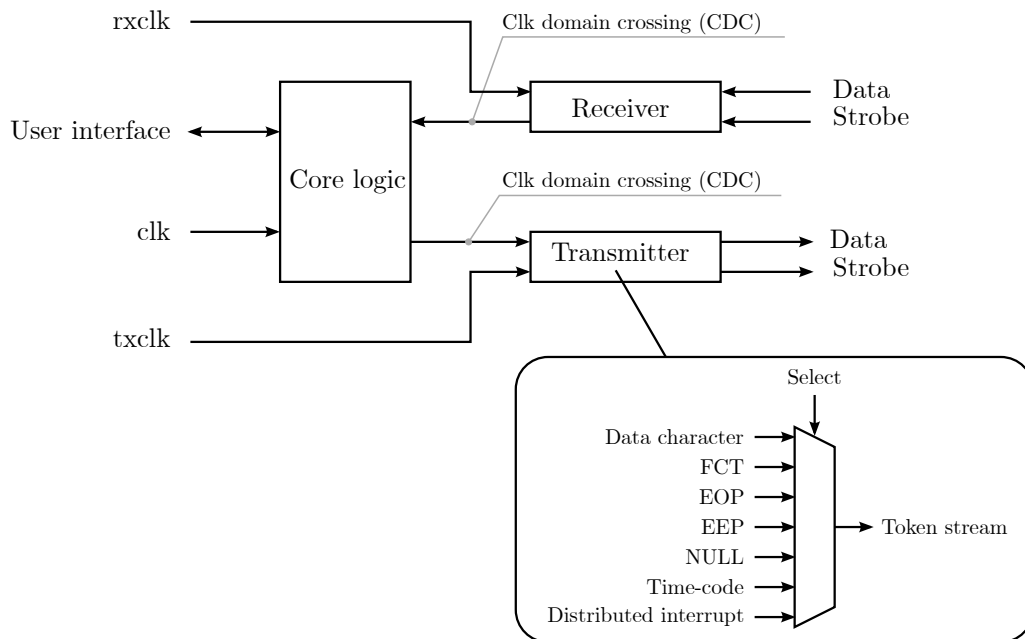 rxclk
Clk domain crossing (CDC)
Receiver
Data
Strobe
User interface
Core logic
Clk domain crossing (CDC)
clk
Transmitter
Data
Strobe
txclk
Select
Data character
FCT
EOP
EEP
Token stream
NULL
Time-code
Distributed interrupt